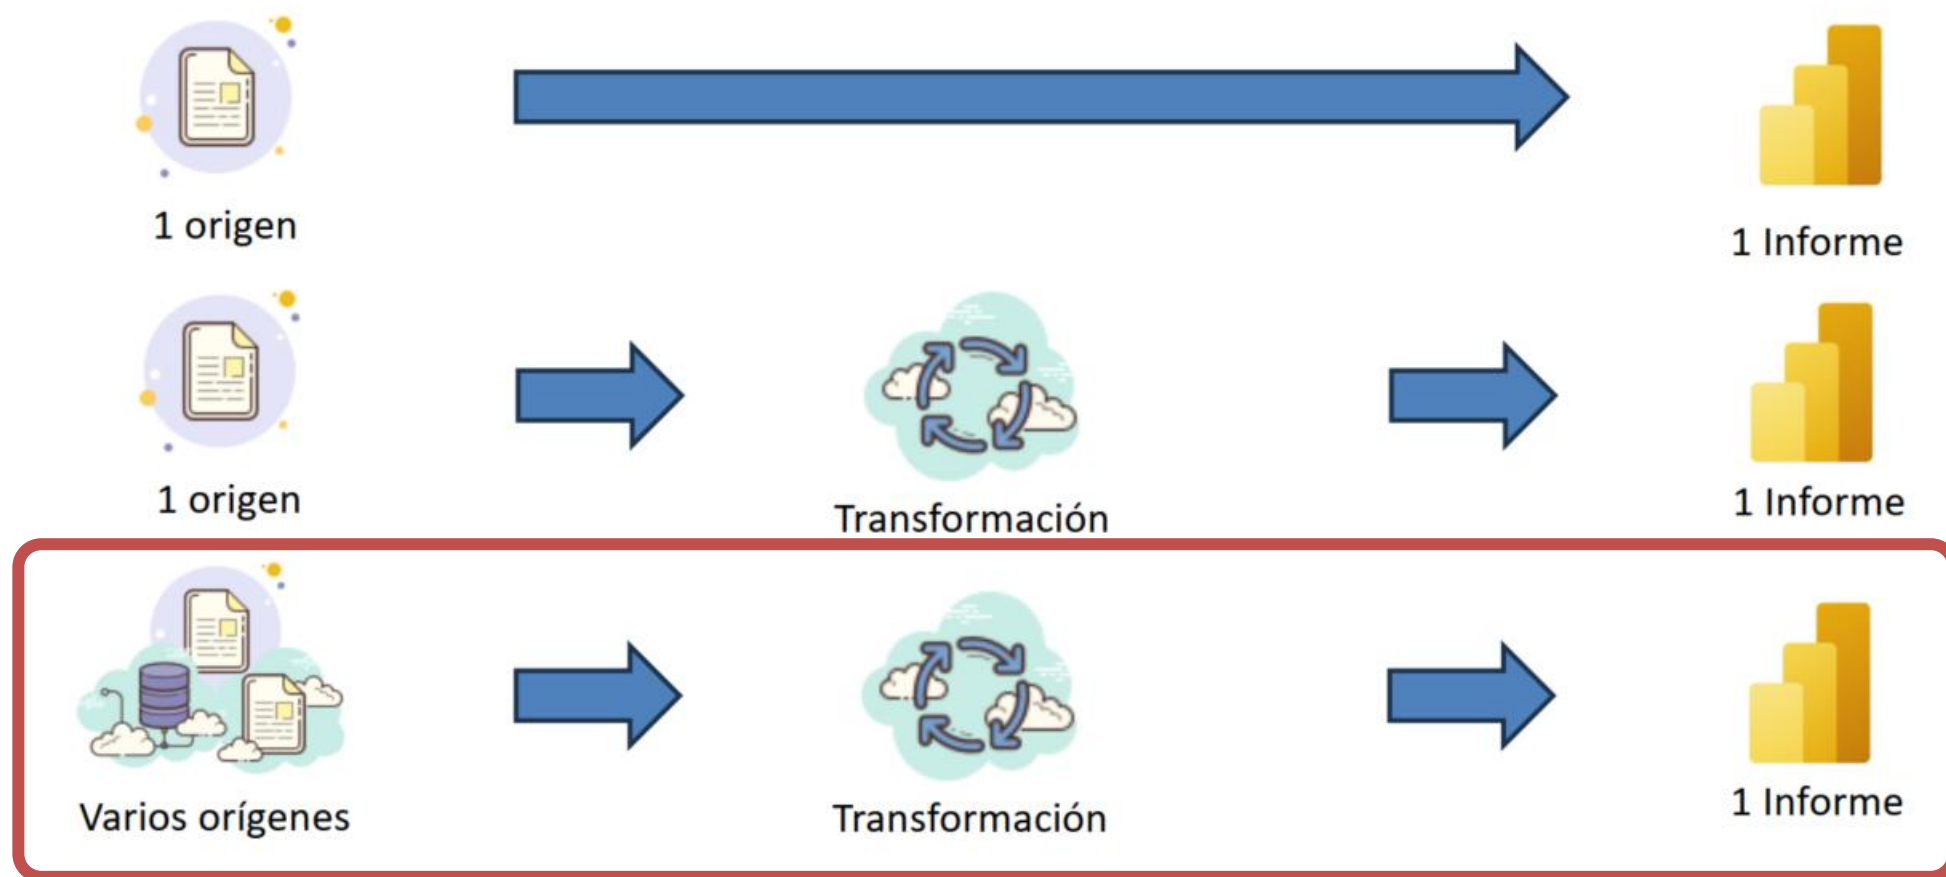 1 origen
1 Informe
1 origen
Transformación
1 Informe
Varios orígenes
Transformación
1 Informe